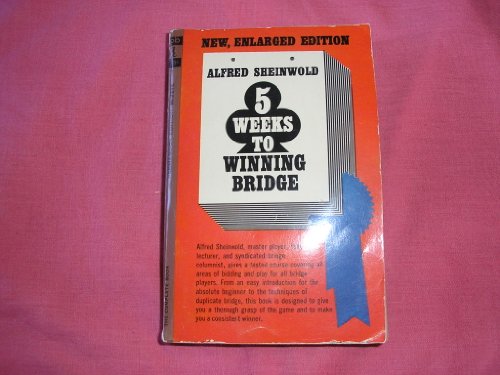 NEW, ENLARGED EDITION
ALFRED SHEINWOLD
5
WEEKS
TO
WINNING
BRIDGE
Alfred Sheinwold, master player,
lecturer, and syndicated bridge
columnist, gives a tested course covering all
areas of bidding and play for all bridge
players. From an easy introduction for the
absolute beginner to the techniques of
duplicate bridge, this book is designed to give
you a thorough grasp of the game and to make
you a consistent winner.